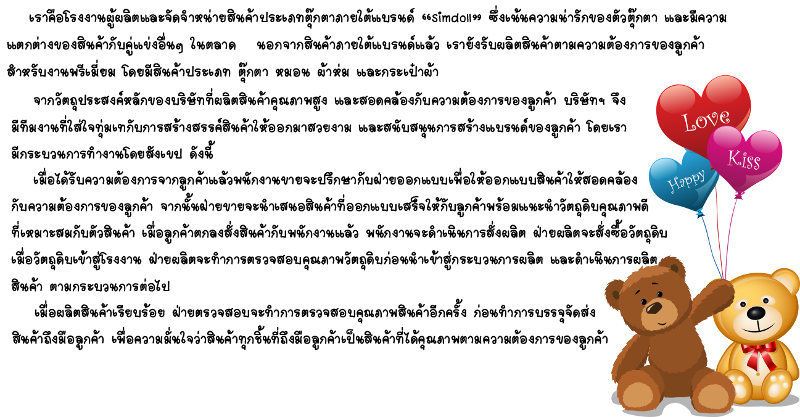 เราคือโรงงานผู้ผลิตและจัดจำหน่ายสินค้าประเภทตุ๊กตาภายใต้แบรนด์ “simdoll” ซึ่งเน้นความน่ารักของตัวตุ๊กตา และมีความ
แตกต่างของสินค้ากับคู่แข่งอื่นๆ ในตลาด นอกจากสินค้าภายใต้แบรนด์แล้ว เรายังรับผลิตสินค้าตามความต้องการของลูกค้า
สำหรับงานพรีเมี่ยม โดยมีสินค้าประเภท ตุ๊กตา หมอน ผ้าห่ม และกระเป๋าผ้า
จากวัตถุประสงค์หลักของบริษัทที่ผลิตสินค้าคุณภาพสูง และสอดคล้องกับความต้องการของลูกค้า บริษัทฯ จึง
มีทีมงานที่ใส่ใจทุ่มเทกับการสร้างสรรค์สินค้าให้ออกมาสวยงาม และสนับสนุนการสร้างแบรนด์ของลูกค้า โดยเรา
มีกระบวนการทำงานโดยสังเขป ดังนี้
เมื่อได้รับความต้องการจากลูกค้าแล้วพนักงานขายจะปรึกษากับฝ่ายออกแบบเพื่อให้ออกแบบสินค้าให้สอดคล้อง
กับความต้องการของลูกค้า จากนั้นฝ่ายขายจะนำเสนอสินค้าที่ออกแบบเสร็จให้กับลูกค้าพร้อมแนะนำวัตถุดิบคุณภาพดี
ที่เหมาะสมกับตัวสินค้า เมื่อลูกค้าตกลงสั่งสินค้ากับพนักงานแล้ว พนักงานจะดำเนินการสั่งผลิต ฝ่ายผลิตจะสั่งซื้อวัตถุดิบ
เมื่อวัตถุดิบเข้าสู่โรงงาน ฝ่ายผลิตจะทำการตรวจสอบคุณภาพวัตถุดิบก่อนนำเข้าสู่กระบวนการผลิต และดำเนินการผลิต
สินค้า ตามกระบวนการต่อไป
เมื่อผลิตสินค้าเรียบร้อย ฝ่ายตรวจสอบจะทำการตรวจสอบคุณภาพสินค้าอีกครั้ง ก่อนทำการบรรจุจัดส่ง
สินค้าถึงมือลูกค้า เพื่อความมั่นใจว่าสินค้าทุกชิ้นที่ถึงมือลูกค้าเป็นสินค้าที่ได้คุณภาพตามความต้องการของลูกค้า
Love
Kiss
Happy